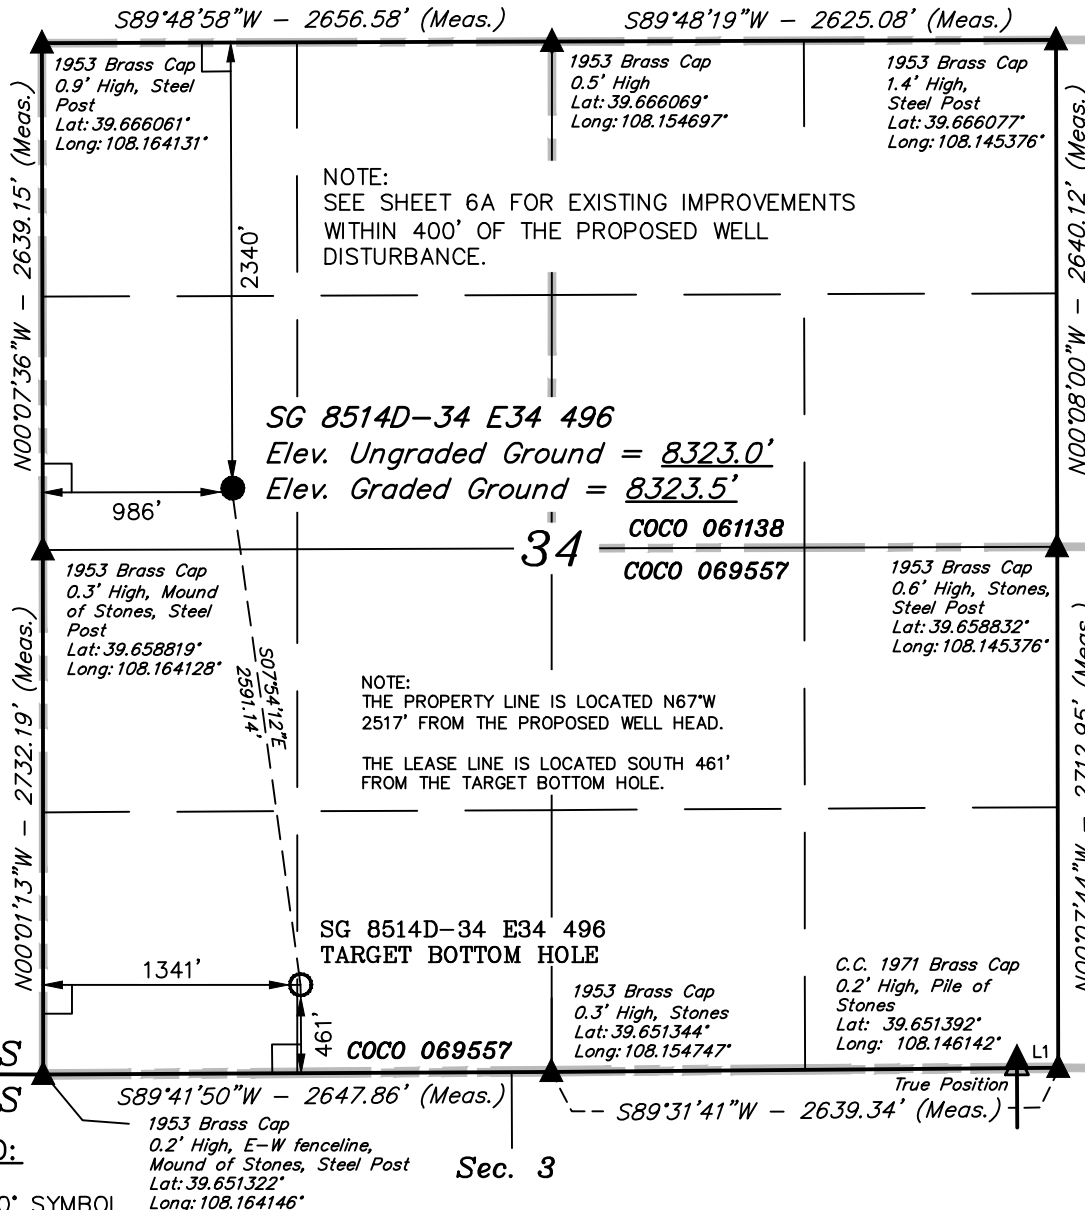 S89°48'58"W - 2656.58' (Meas.)
S89°48'19"W - 2625.08' (Meas.)
1953 Brass Cap
0.9' High, Steel
Post
Lat: 39.666061°
Long: 108.164131°
1953 Brass Cap
0.5' High
Lat: 39.666069°
Long: 108.154697°
1953 Brass Cap
1.4' High,
Steel Post
Lat: 39.666077°
Long: 108.145376°
N00°07'36"W - 2639.15' (Meas.)
2340'
NOTE:
SEE SHEET 6A FOR EXISTING IMPROVEMENTS
WITHIN 400' OF THE PROPOSED WELL
DISTURBANCE.
N00°08'00"W - 2640.12' (Meas.)
SG 8514D-34 E34 496
Elev. Ungraded Ground = 8323.0'
Elev. Graded Ground = 8323.5'
986'
COCO 061138
34
COCO 069557
1953 Brass Cap
0.3' High, Mound
of Stones, Steel
Post
Lat: 39.658819°
Long: 108.164128°
1953 Brass Cap
0.6' High, Stones,
Steel Post
Lat: 39.658832°
Long: 108.145376°
N00°01'13"W - 2732.19' (Meas.)
S07°54'12"E
2591.14'
NOTE:
THE PROPERTY LINE IS LOCATED N67°W
2517' FROM THE PROPOSED WELL HEAD.
THE LEASE LINE IS LOCATED SOUTH 461'
FROM THE TARGET BOTTOM HOLE.
N00°07'44"W - 2712.95' (Meas.)
SG 8514D-34 E34 496
TARGET BOTTOM HOLE
1341'
461'
COCO 069557
1953 Brass Cap
0.3' High, Stones
Lat: 39.651344°
Long: 108.154747°
C.C. 1971 Brass Cap
0.2' High, Pile of
Stones
Lat: 39.651392°
Long: 108.146142°
L1
S
S
True Position
S89°41'50"W - 2647.86' (Meas.)
S89°31'41"W - 2639.34' (Meas.)
1953 Brass Cap
0.2' High, E-W fenceline,
Mound of Stones, Steel Post
Lat: 39.651322°
Long: 108.164146°
Sec. 3
D:
0° SYMBOL